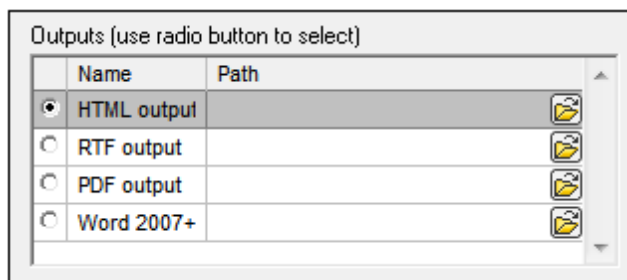 Outputs (use radio button to select)
Name Path
HTML output
RTF output
PDF output
Word 2007+